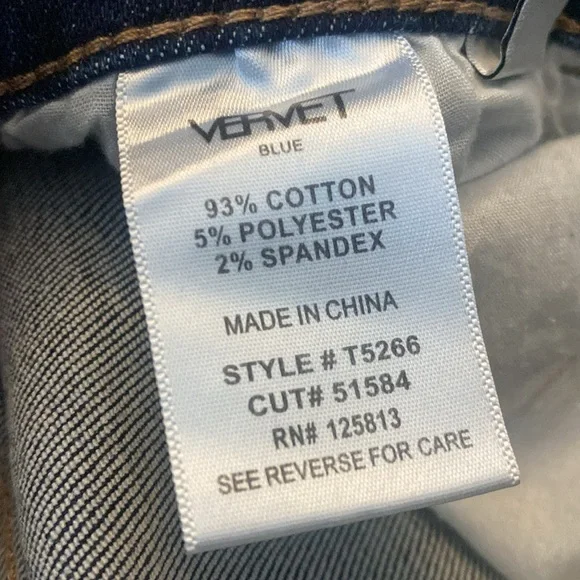 VERVET
BLUE
93% COTTON
5% POLYESTER
2% SPANDEX
MADE IN CHINA
STYLE # T5266
CUT# 51584
RN# 125813
SEE REVERSE FOR CARE